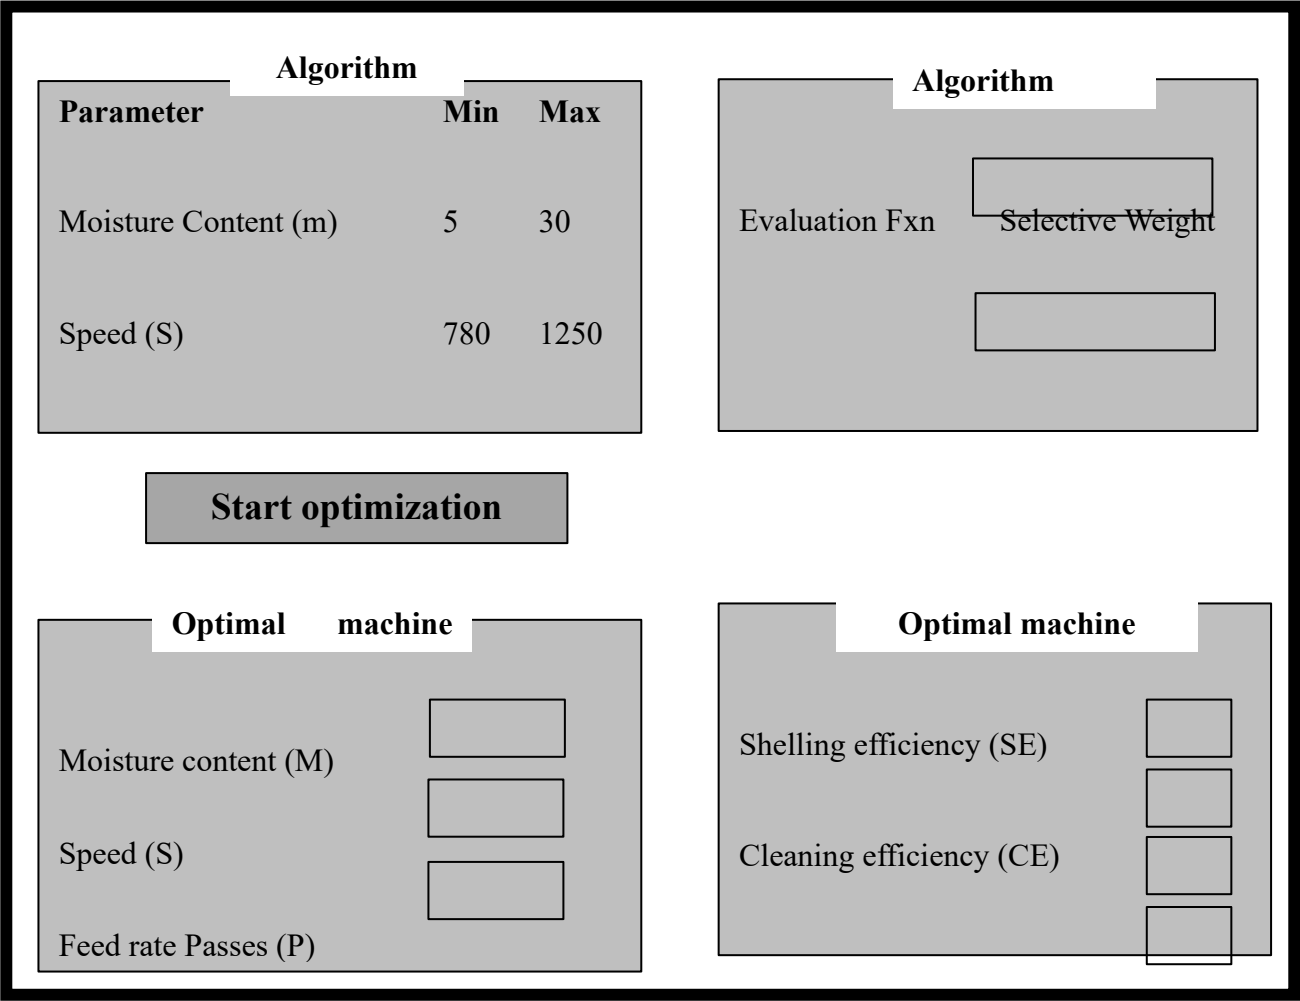 Algorithm
Parameter Min Max
Moisture Content (m) 5 30
Speed (S) 780 1250
Algorithm
Evaluation Fxn Selective Weight
Start optimization
Optimal machine
Moisture content (M)
Speed (S)
Feed rate Passes (P)
Optimal machine
Shelling efficiency (SE)
Cleaning efficiency (CE)